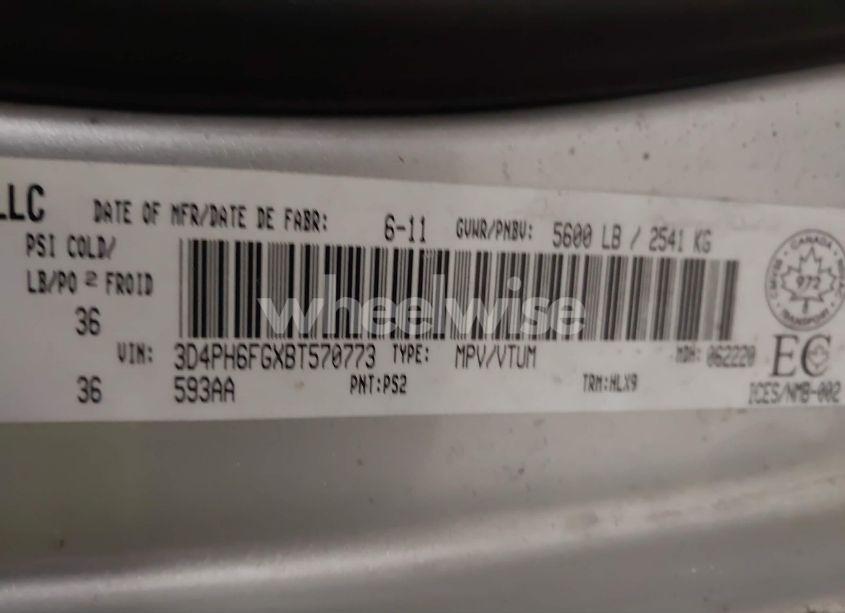 LLC DATE OF MFR/DATE DE FABR: 6-11 GVWR/PNBV: 5600 LB / 2541 KG
PSI COLD/
LB/PO 2 FROID
36
CANADA
972
TRANSPORT
wheelwise
VIN: 3D4PH6FGXBT570773 TYPE: MPV/VTUM MDH: 062220 EC
36 593AA PNT:PS2 TRM:HLX9 ICES/NMB-002